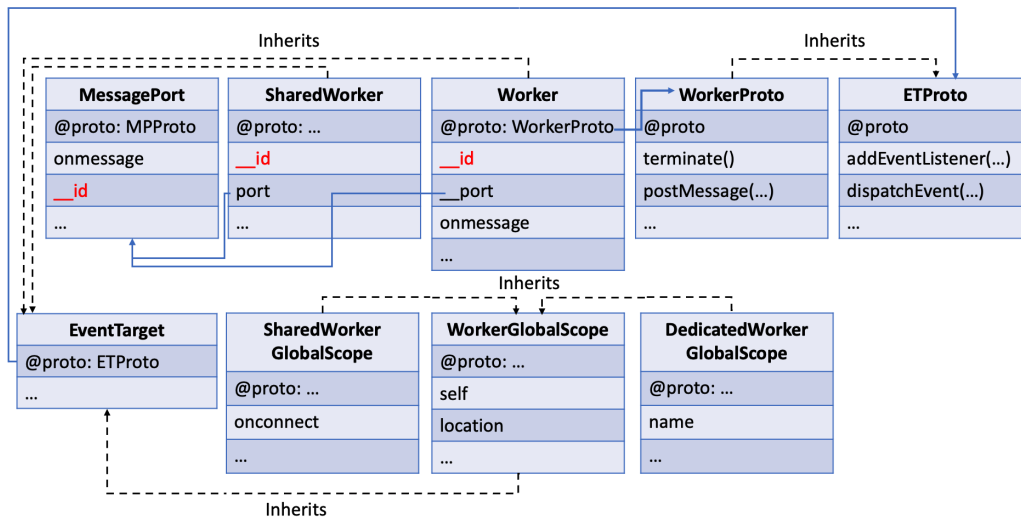 Inherits
Inherits
MessagePort
@proto: MPProto
onmessage
__id
...
SharedWorker
@proto: ...
__id
port
...
Worker
@proto: WorkerProto
__id
__port
onmessage
...
WorkerProto
@proto
terminate()
postMessage(...)
...
ETProto
@proto
addEventListener(...)
dispatchEvent(...)
...
Inherits
EventTarget
@proto: ETProto
...
SharedWorker
GlobalScope
@proto: ...
onconnect
...
WorkerGlobalScope
@proto: ...
self
location
...
DedicatedWorker
GlobalScope
@proto: ...
name
...
Inherits